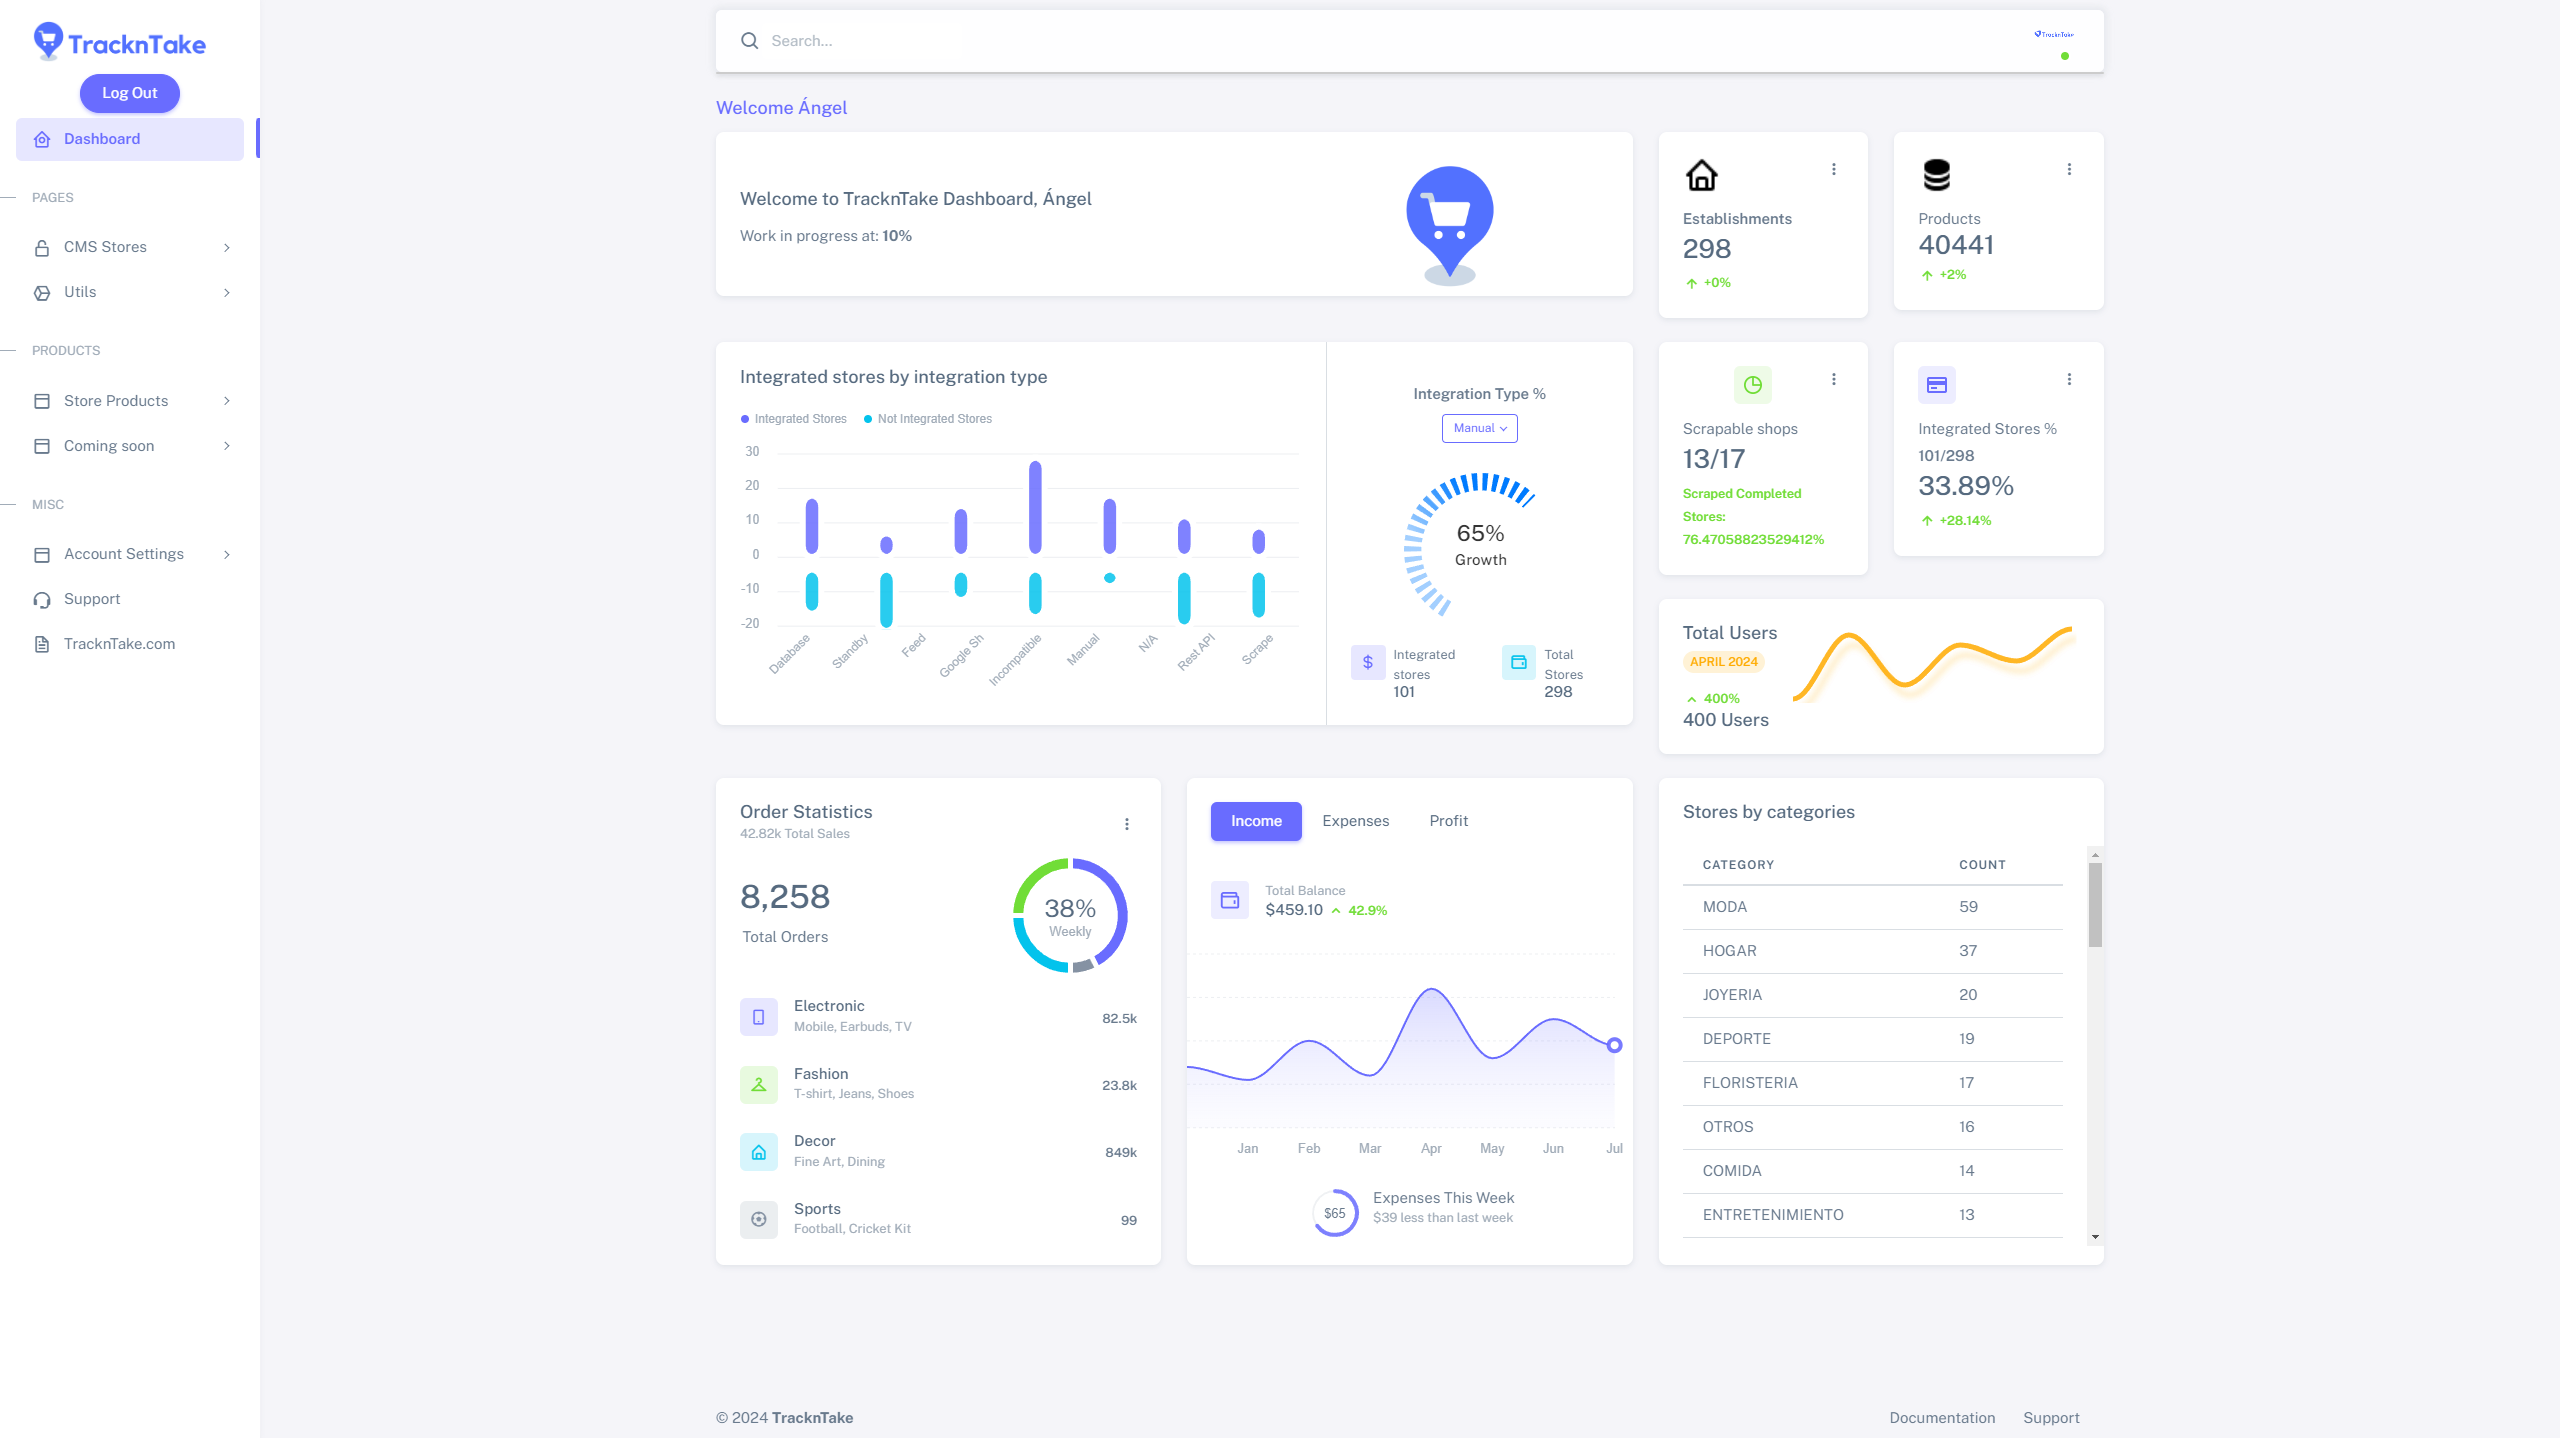 TracknTake
Log Out
Dashboard
PAGES
CMS Stores
Utils
PRODUCTS
Store Products
Coming soon
MISC
Account Settings
Support
TracknTake.com
Search...
TracknTake
Welcome Ángel
Welcome to TracknTake Dashboard, Ángel
Work in progress at: 10%
Establishments
298
+0%
Products
40441
+2%
Integrated stores by integration type
Integrated Stores
Not Integrated Stores
30
20
10
0
-10
-20
Database
Standby
Feed
Google Sh
Incompatible
Manual
N/A
Rest API
Scrape
Integration Type %
Manual
65%
Growth
Integrated
stores
101
Total
Stores
298
Scrapable shops
13/17
Scraped Completed
Stores:
76.47058823529412%
Integrated Stores %
101/298
33.89%
+28.14%
Total Users
APRIL 2024
400%
400 Users
Order Statistics
42.82k Total Sales
8,258
Total Orders
38%
Weekly
Electronic
Mobile, Earbuds, TV
82.5k
Fashion
T-shirt, Jeans, Shoes
23.8k
Decor
Fine Art, Dining
849k
Sports
Football, Cricket Kit
99
Income Expenses Profit
Total Balance
$459.10 42.9%
Jan Feb Mar Apr May Jun Jul
$65
Expenses This Week
$39 less than last week
Stores by categories
CATEGORY COUNT
MODA 59
HOGAR 37
JOYERIA 20
DEPORTE 19
FLORISTERIA 17
OTROS 16
COMIDA 14
ENTRETENIMIENTO 13
© 2024 TracknTake
Documentation Support